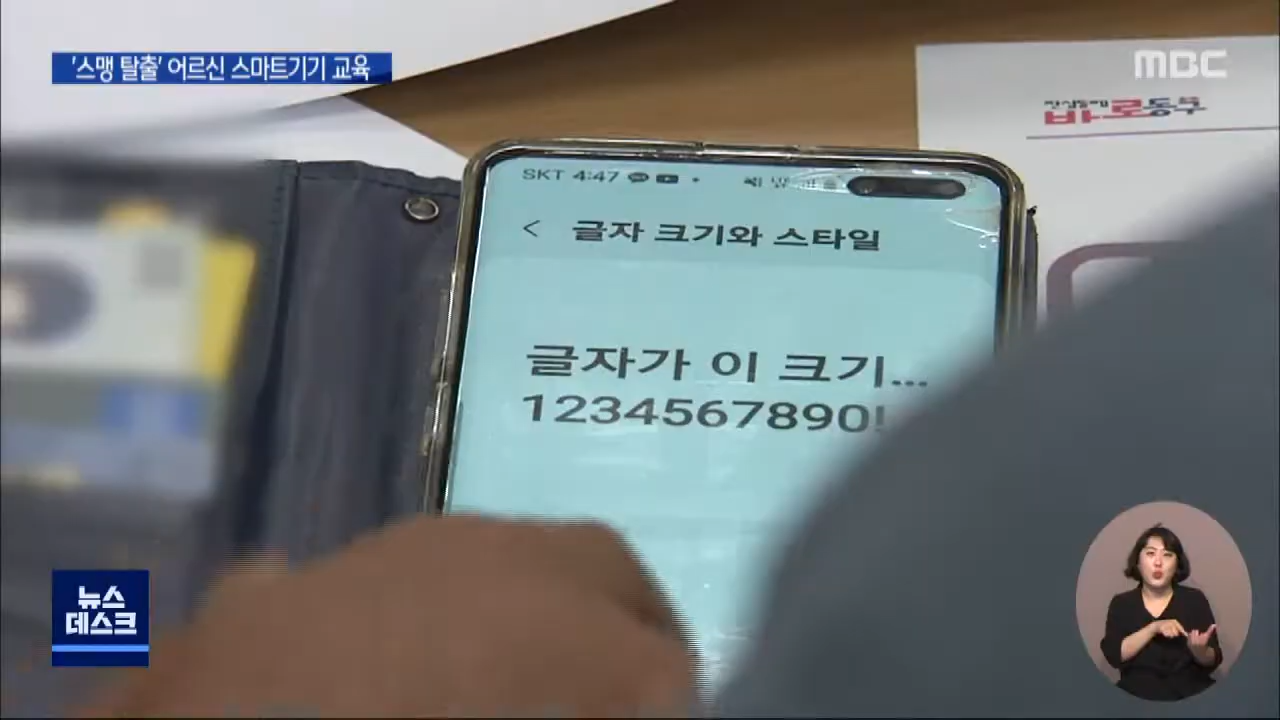 '스맹 탈출' 어르신 스마트기기 교육
MBC
바로동구
SKT 4:47
< 글자 크기와 스타일
글자가 이 크기...
1234567890!
뉴스
데스크